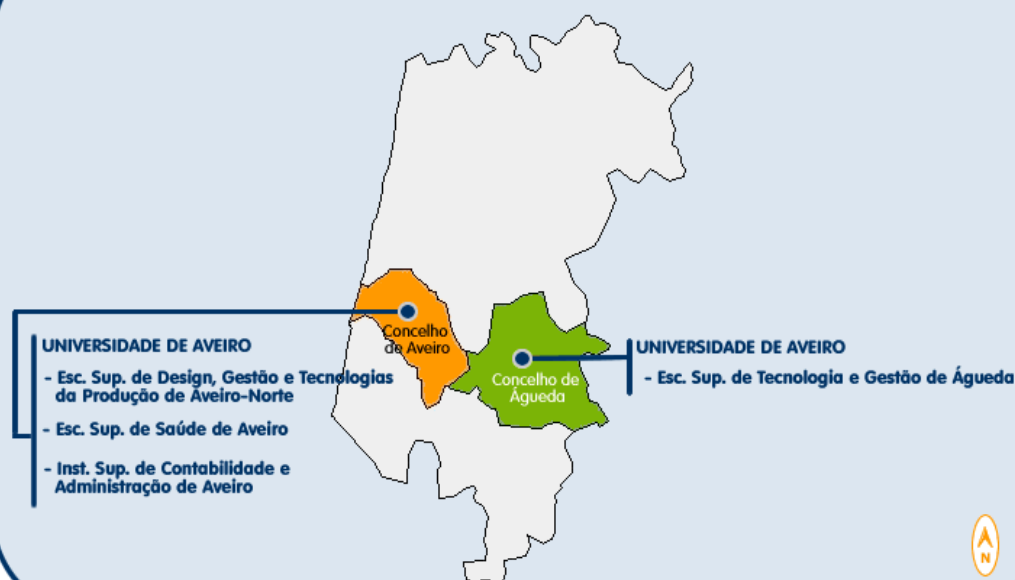 Concelho
de Aveiro
UNIVERSIDADE DE AVEIRO
- Esc. Sup. de Design, Gestão e Tecnologias
da Produção de Aveiro-Norte
- Esc. Sup. de Saúde de Aveiro
- Inst. Sup. de Contabilidade e
Administração de Aveiro
Concelho de
Águeda
UNIVERSIDADE DE AVEIRO
- Esc. Sup. de Tecnologia e Gestão de Águeda
N